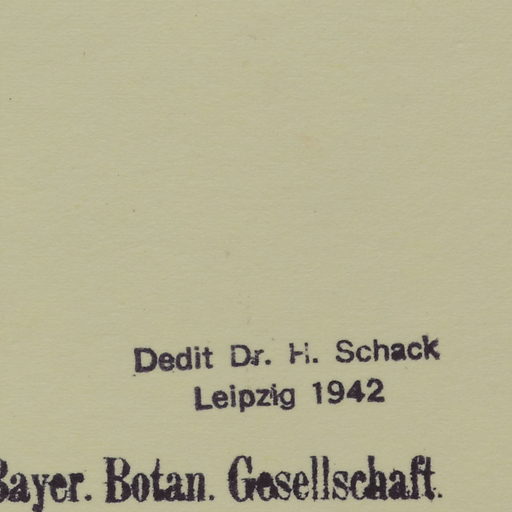 Dedit Dr. H. Schack
Leipzig 1942
Bayer. Botan. Gesellschaft.